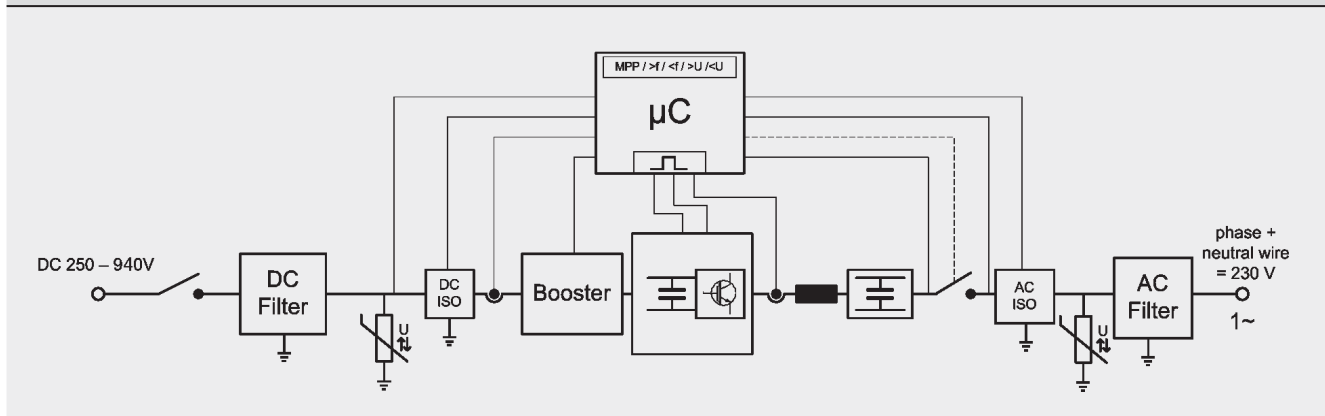 MPP / >f / <f / >U / <U
µC
DC 250 – 940V
DC
Filter
U
DC
ISO
Booster
AC
ISO
U
AC
Filter
phase +
neutral wire
= 230 V
1~